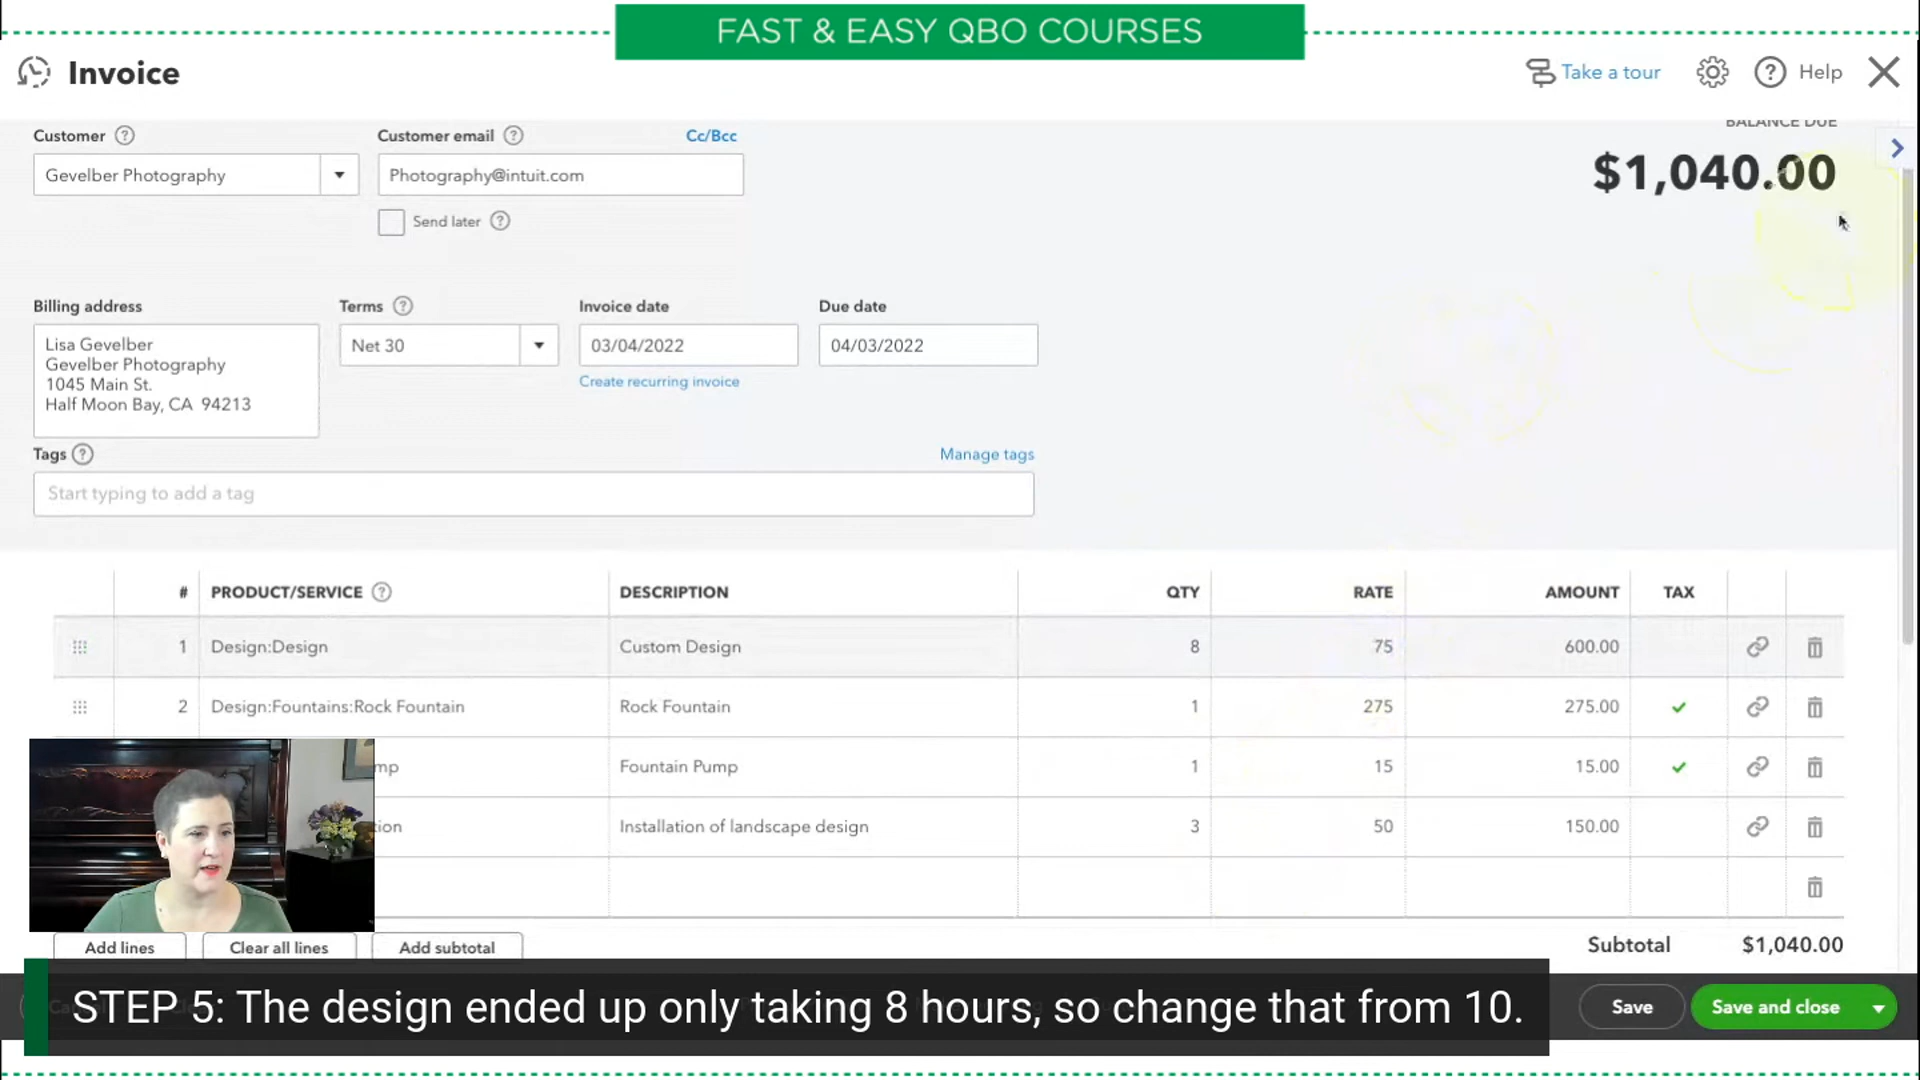 FAST & EASY QBO COURSES
Invoice
Take a tour
Help
Customer
Customer email
Cc/Bcc
BALANCE DUE
Gevelber Photography
Photography@intuit.com
$1,040.00
Send later
Billing address
Terms
Invoice date
Due date
Lisa Gevelber
Gevelber Photography
1045 Main St.
Half Moon Bay, CA 94213
Net 30
03/04/2022
04/03/2022
Create recurring invoice
Tags
Manage tags
Start typing to add a tag
# PRODUCT/SERVICE DESCRIPTION QTY RATE AMOUNT TAX
1 Design:Design Custom Design 8 75 600.00
2 Design:Fountains:Rock Fountain Rock Fountain 1 275 275.00
mp Fountain Pump 1 15 15.00
tion Installation of landscape design 3 50 150.00
Add lines
Clear all lines
Add subtotal
Subtotal $1,040.00
STEP 5: The design ended up only taking 8 hours, so change that from 10.
Save
Save and close